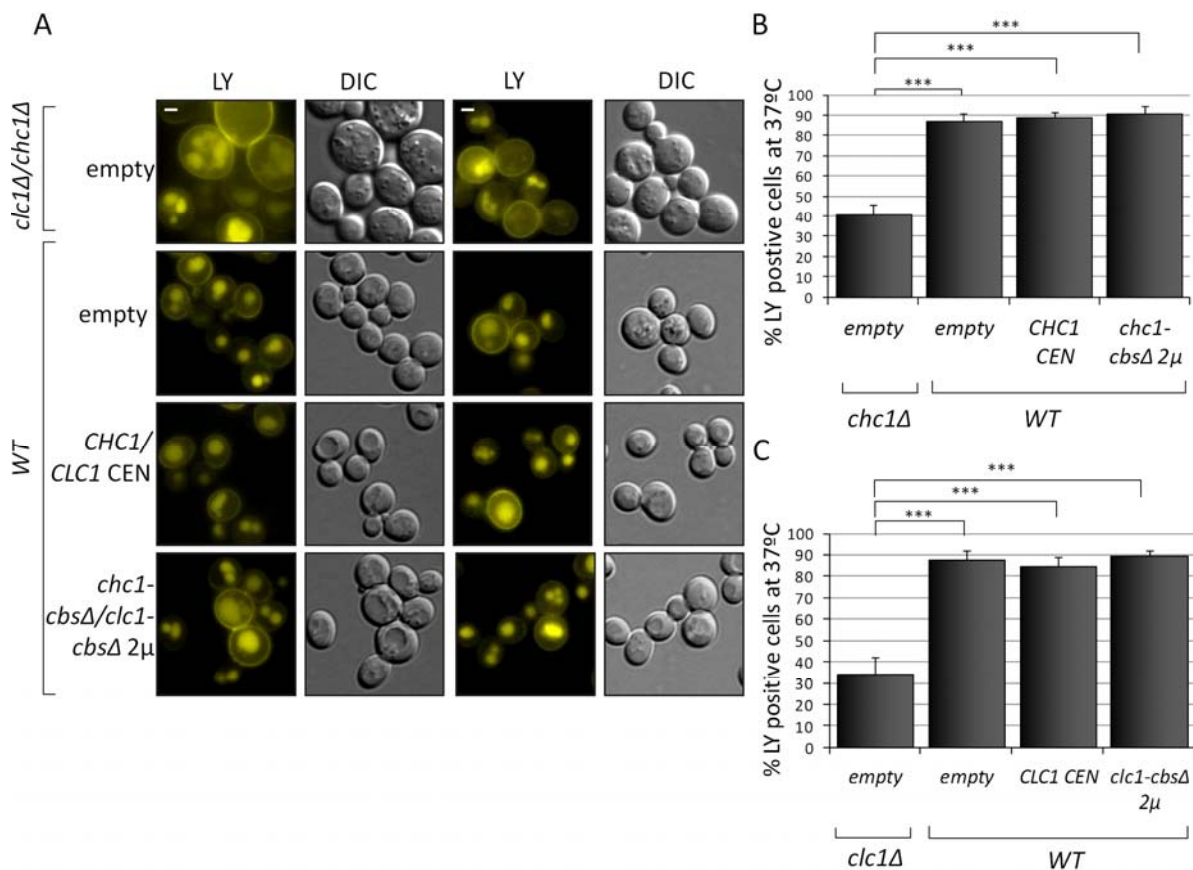 A
LY
DIC
LY
DIC
clc1Δ/chc1Δ
empty
WT
empty
CHC1/
CLC1 CEN
chc1-
cbsΔ/clc1-
cbsΔ 2μ
B
***
***
***
% LY postive cells at 37ºC
100
90
80
70
60
50
40
30
20
10
0
empty
empty
CHC1
CEN
chc1-
cbsΔ 2μ
chc1Δ
WT
C
***
***
***
% LY positive cells at 37ºC
100
90
80
70
60
50
40
30
20
10
0
empty
empty
CLC1 CEN
clc1-cbsΔ
2μ
clc1Δ
WT